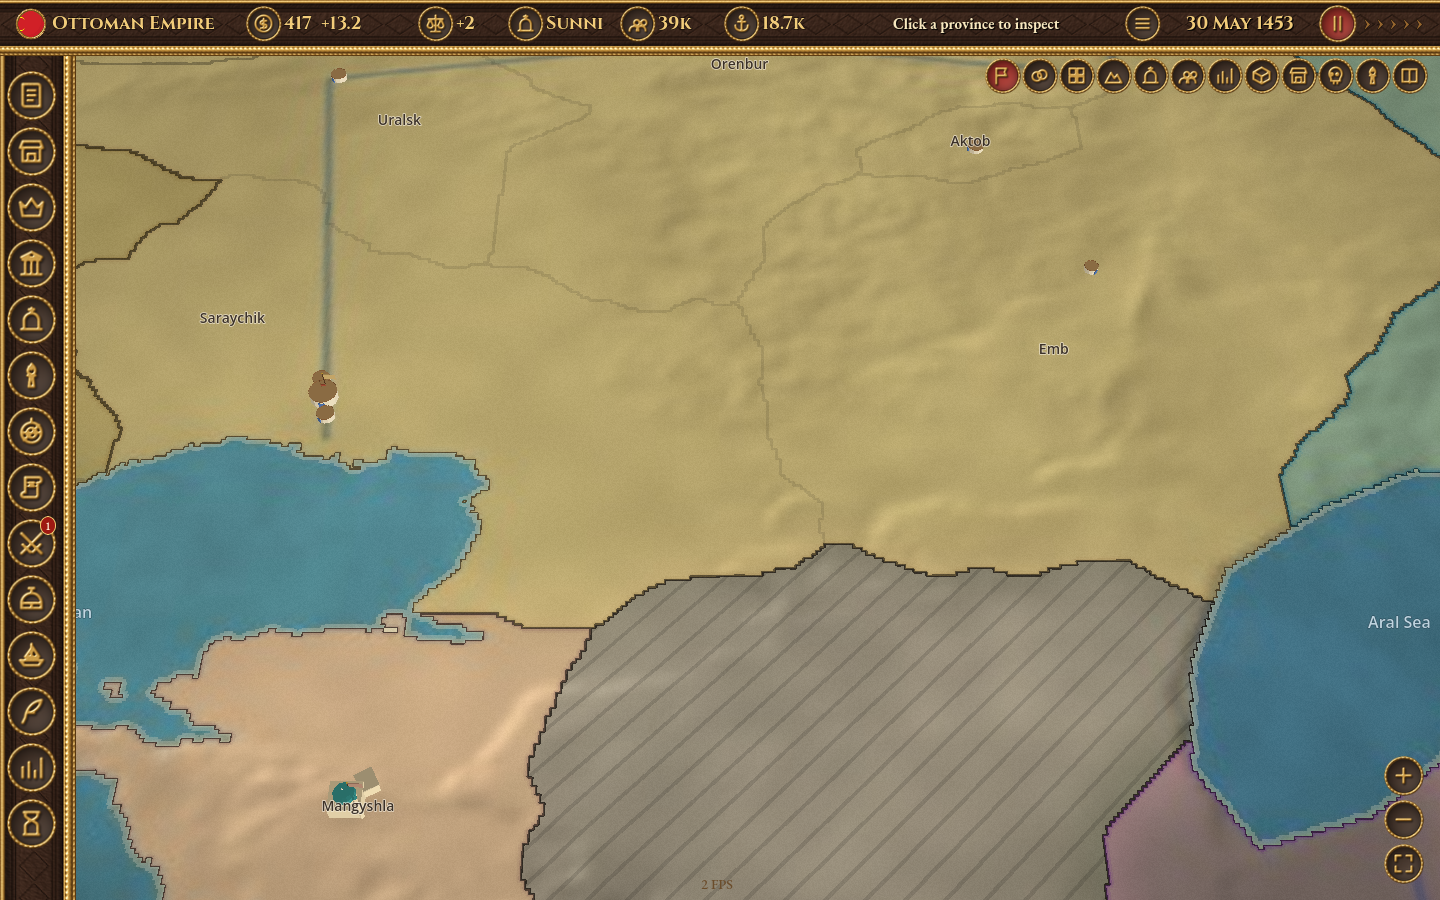 OTTOMAN EMPIRE 417 +13.2 +2 SUNNI 39K 18.7K Click a province to inspect 30 MAY 1453
Orenbur
Uralsk
Aktob
Saraychik
Emb
1
an
Aral Sea
Mangyshla
2 FPS